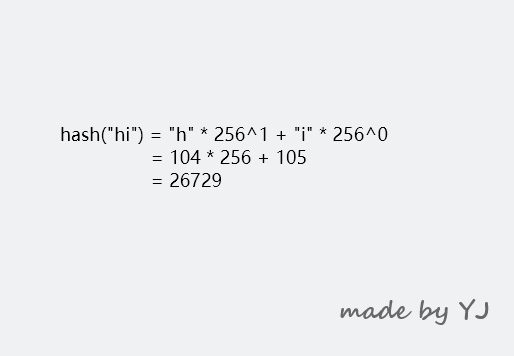 hash("hi") = "h" * 256^1 + "i" * 256^0
= 104 * 256 + 105
= 26729
made by YJ